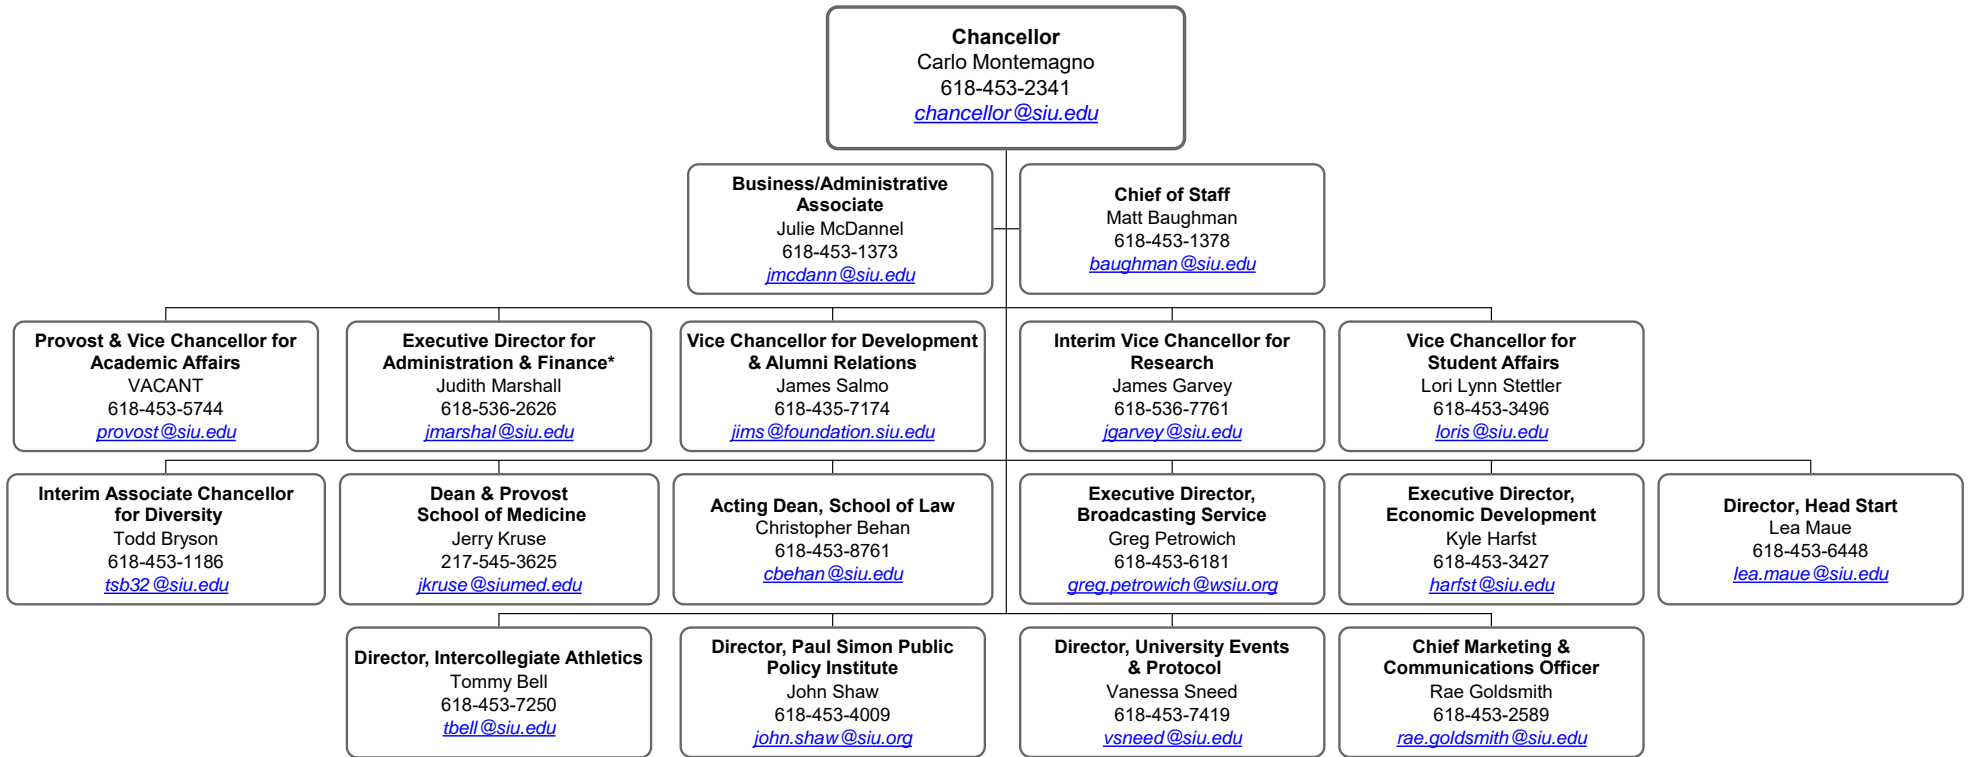 Chancellor
Carlo Montemagno
618-453-2341
chancellor@siu.edu
Business/Administrative
Associate
Julie McDannel
618-453-1373
jmcdann@siu.edu
Chief of Staff
Matt Baughman
618-453-1378
baughman@siu.edu
Provost & Vice Chancellor for
Academic Affairs
VACANT
618-453-5744
provost@siu.edu
Executive Director for
Administration & Finance*
Judith Marshall
618-536-2626
jmarshal@siu.edu
Vice Chancellor for Development
& Alumni Relations
James Salmo
618-435-7174
jims@foundation.siu.edu
Interim Vice Chancellor for
Research
James Garvey
618-536-7761
jgarvey@siu.edu
Vice Chancellor for
Student Affairs
Lori Lynn Stettler
618-453-3496
loris@siu.edu
Interim Associate Chancellor
for Diversity
Todd Bryson
618-453-1186
tsb32@siu.edu
Dean & Provost
School of Medicine
Jerry Kruse
217-545-3625
jkruse@siumed.edu
Acting Dean, School of Law
Christopher Behan
618-453-8761
cbehan@siu.edu
Executive Director,
Broadcasting Service
Greg Petrowich
618-453-6181
greg.petrowich@wsiu.org
Executive Director,
Economic Development
Kyle Harfst
618-453-3427
harfst@siu.edu
Director, Head Start
Lea Maue
618-453-6448
lea.maue@siu.edu
Director, Intercollegiate Athletics
Tommy Bell
618-453-7250
tbell@siu.edu
Director, Paul Simon Public
Policy Institute
John Shaw
618-453-4009
john.shaw@siu.org
Director, University Events
& Protocol
Vanessa Sneed
618-453-7419
vsneed@siu.edu
Chief Marketing &
Communications Officer
Rae Goldsmith
618-453-2589
rae.goldsmith@siu.edu